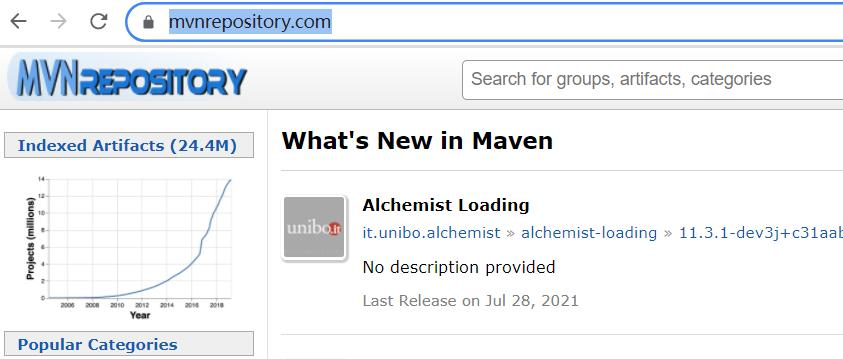 mvnrepository.com
MVNREPOSITORY
Search for groups, artifacts, categories
Indexed Artifacts (24.4M)
Projects (millions)
14
12
10
8
6
4
2
0
2006 2008 2010 2012 2014 2016 2018
Year
Popular Categories
What's New in Maven
unibo.it
Alchemist Loading
it.unibo.alchemist » alchemist-loading » 11.3.1-dev3j+c31aab
No description provided
Last Release on Jul 28, 2021